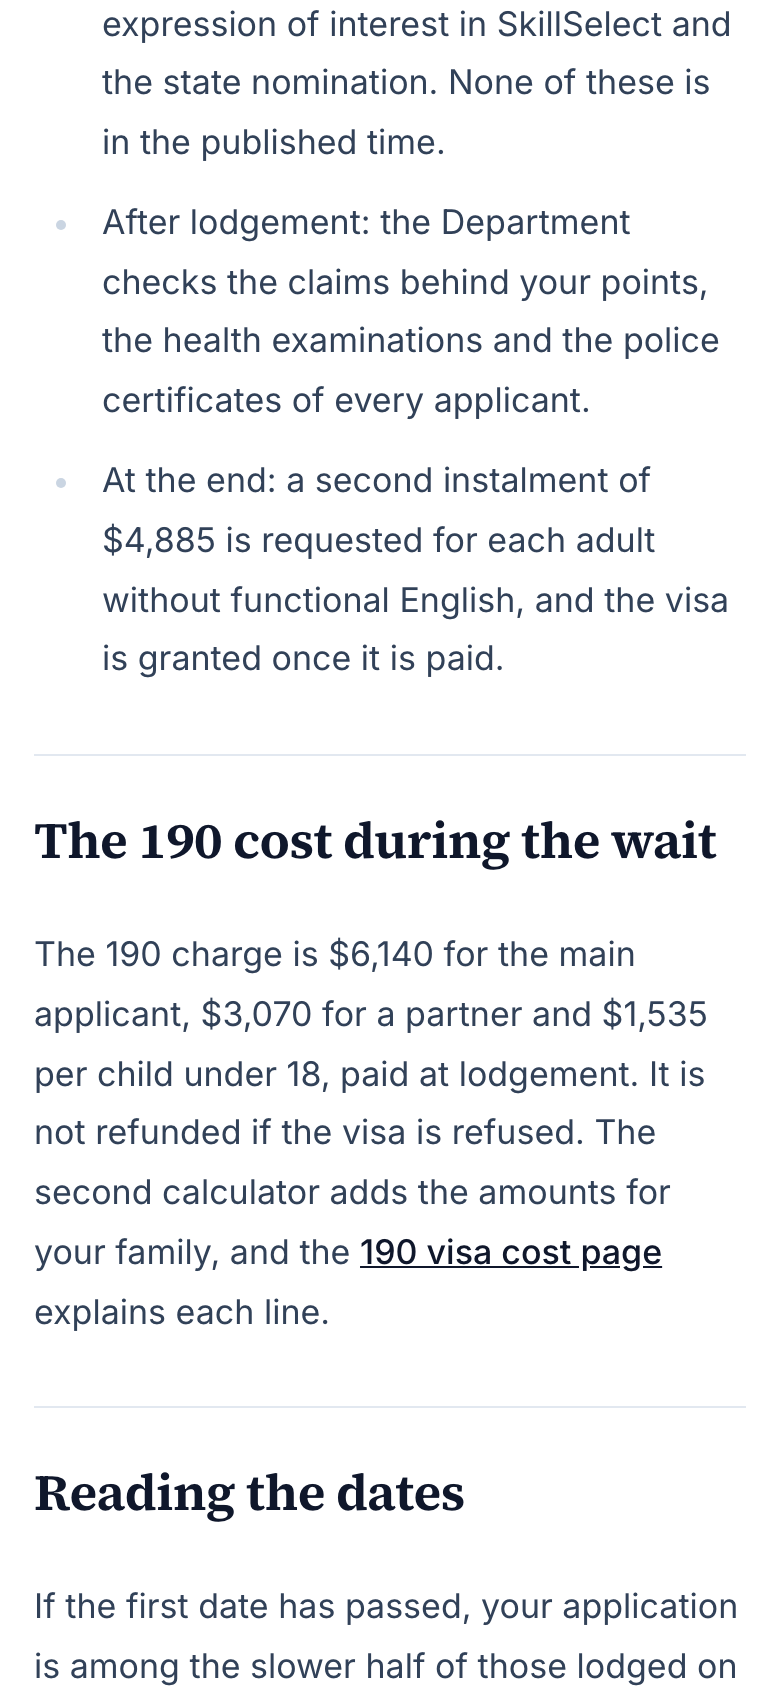 expression of interest in SkillSelect and
the state nomination. None of these is
in the published time.
After lodgement: the Department
checks the claims behind your points,
the health examinations and the police
certificates of every applicant.
At the end: a second instalment of
$4,885 is requested for each adult
without functional English, and the visa
is granted once it is paid.
The 190 cost during the wait
The 190 charge is $6,140 for the main
applicant, $3,070 for a partner and $1,535
per child under 18, paid at lodgement. It is
not refunded if the visa is refused. The
second calculator adds the amounts for
your family, and the 190 visa cost page
explains each line.
Reading the dates
If the first date has passed, your application
is among the slower half of those lodged on